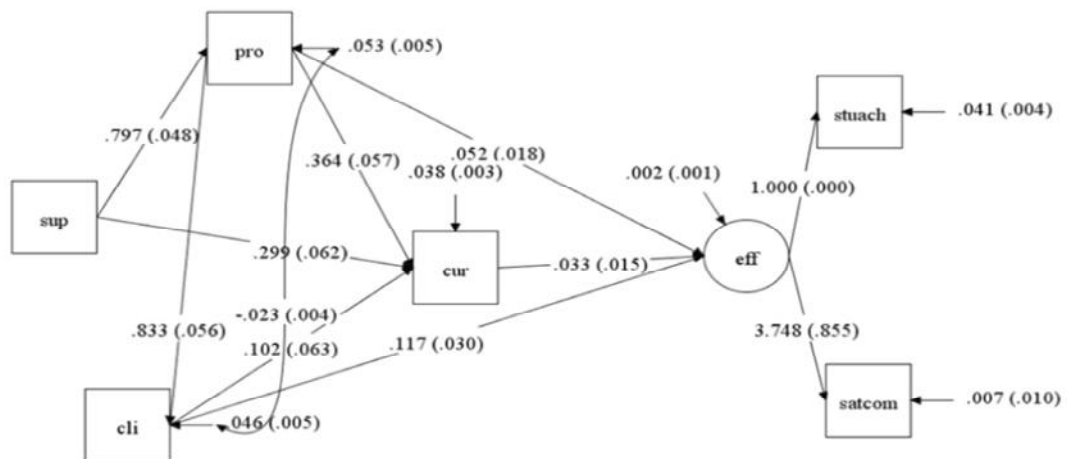 pro
.053 (.005)
stuach
.041 (.004)
.797 (.048)
.364 (.057)
.052 (.018)
.038 (.003)
.002 (.001)
1.000 (.000)
sup
.299 (.062)
cur
.033 (.015)
eff
-.023 (.004)
.833 (.056)
.102 (.063)
.117 (.030)
3.748 (.855)
cli
.046 (.005)
satcom
.007 (.010)